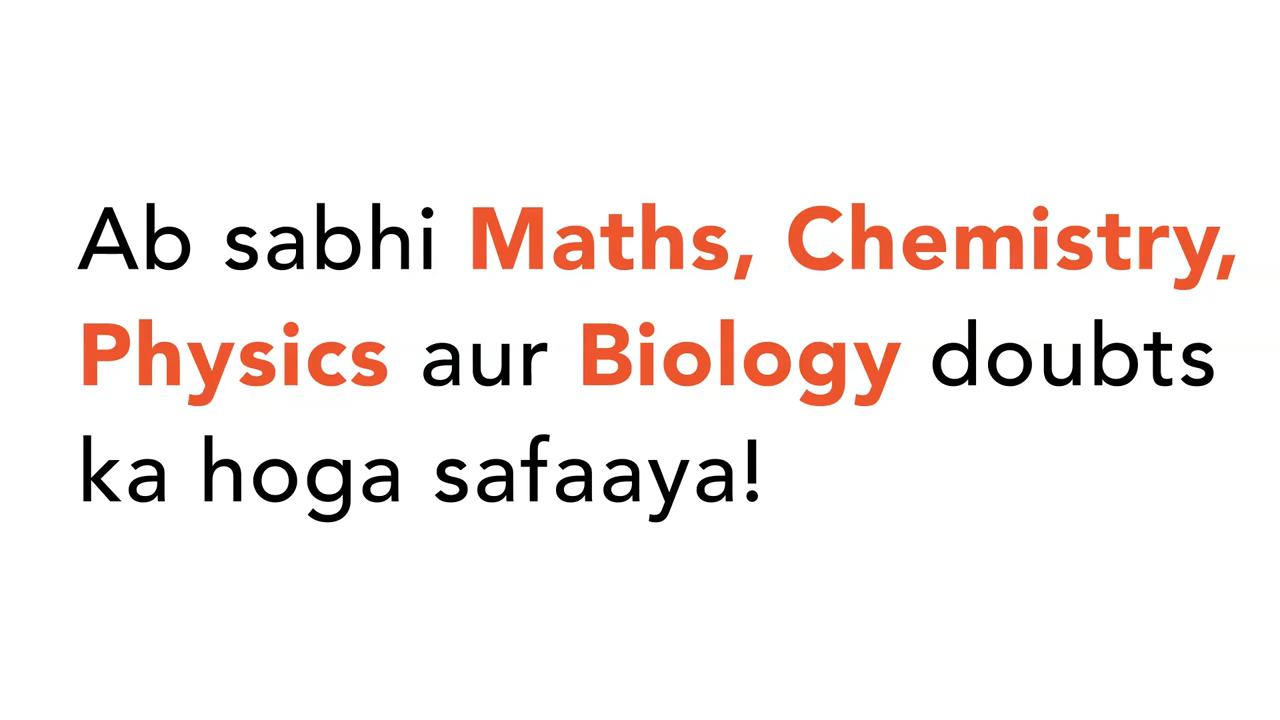 Ab sabhi Maths, Chemistry,
Physics aur Biology doubts
ka hoga safaaya!